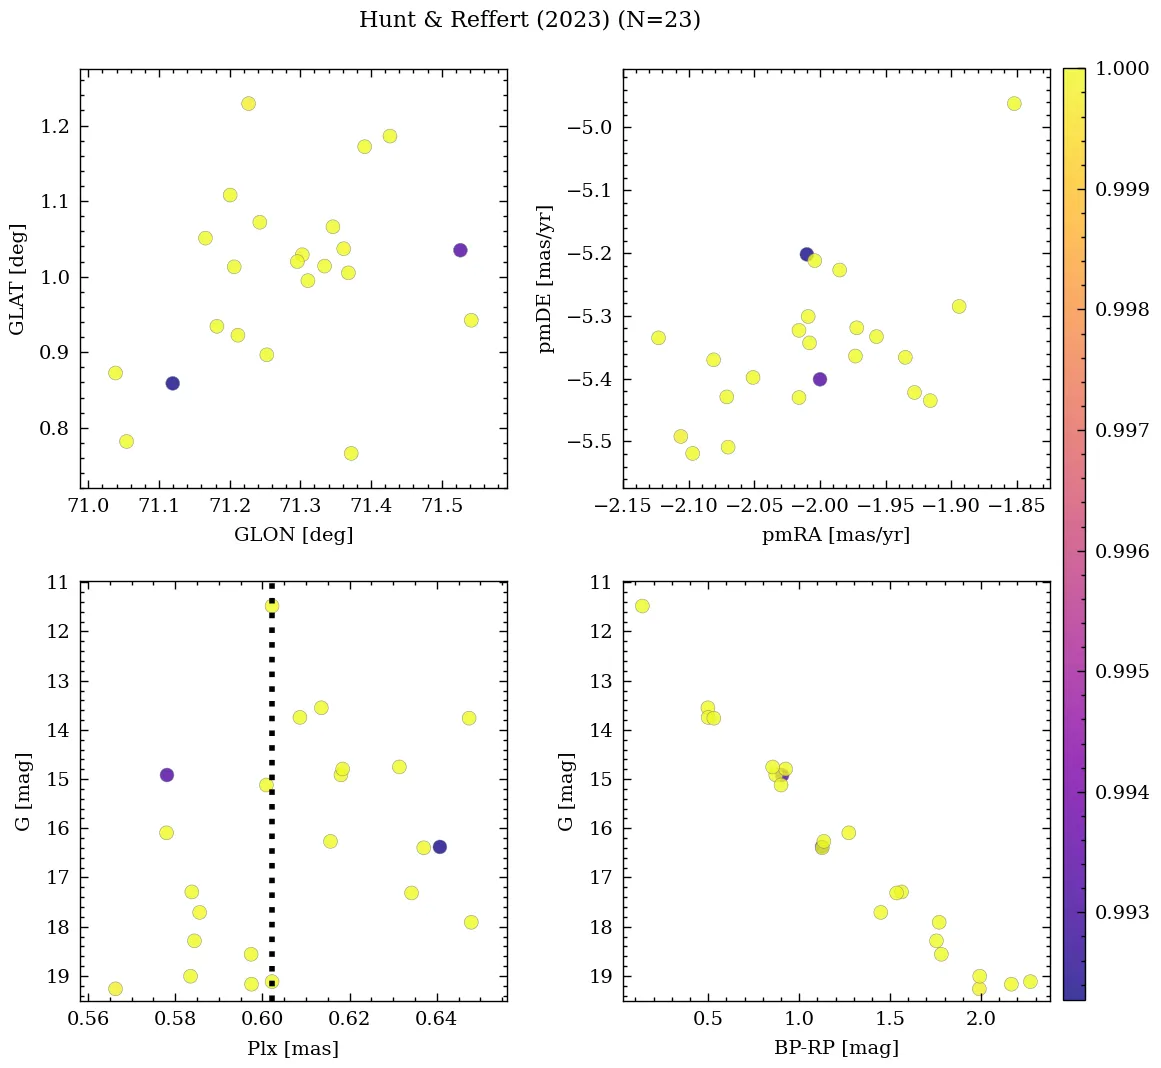 Hunt & Reffert (2023) (N=23)
1.2
1.1
1.0
0.9
0.8
GLAT [deg]
71.0 71.1 71.2 71.3 71.4 71.5
GLON [deg]
−5.0
−5.1
−5.2
−5.3
−5.4
−5.5
pmDE [mas/yr]
−2.15 −2.10 −2.05 −2.00 −1.95 −1.90 −1.85
pmRA [mas/yr]
11
12
13
14
15
16
17
18
19
G [mag]
0.56 0.58 0.60 0.62 0.64
Plx [mas]
11
12
13
14
15
16
17
18
19
G [mag]
0.5 1.0 1.5 2.0
BP-RP [mag]
1.000
0.999
0.998
0.997
0.996
0.995
0.994
0.993